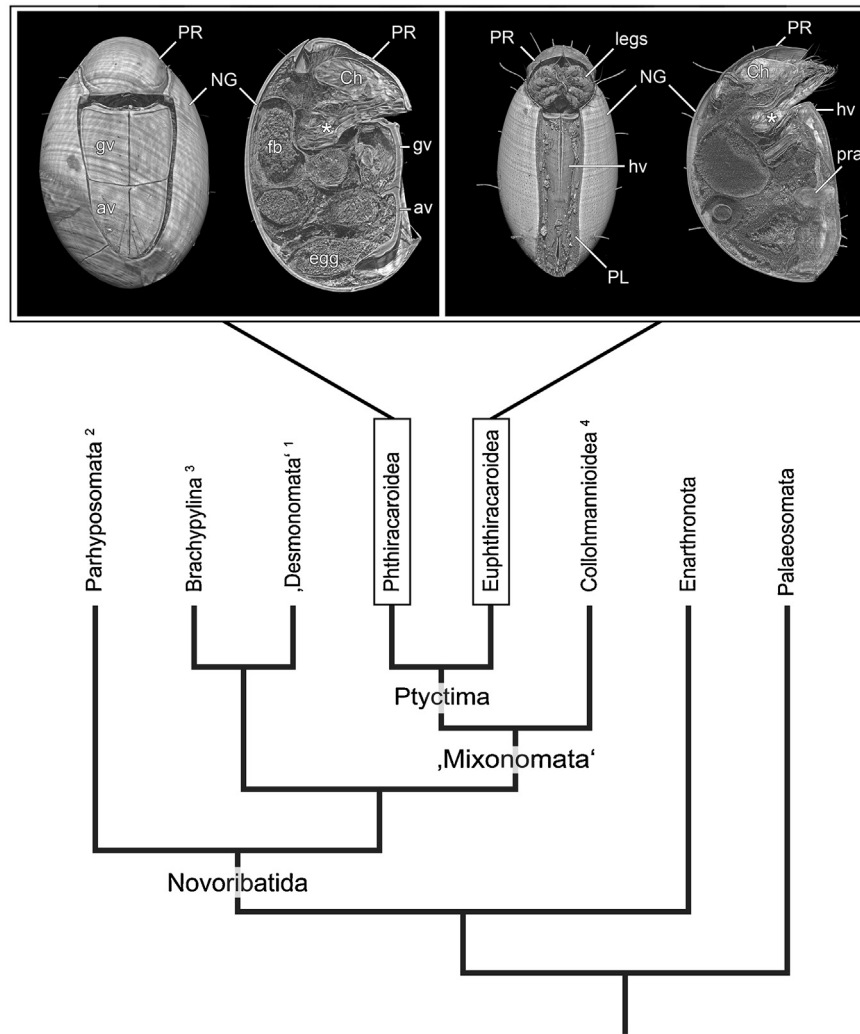 PR
NG
gv
av
PR
Ch
*
fb
gv
av
egg
PR
legs
NG
hv
PL
PR
Ch
*
hv
pra
Parhyposomata ²
Brachypylina ³
‚Desmonomata‘ ¹
Phthiracaroidea
Euphthiracaroidea
Collohmannioidea ⁴
Enarthronota
Palaeosomata
Ptyctima
‚Mixonomata‘
Novoribatida